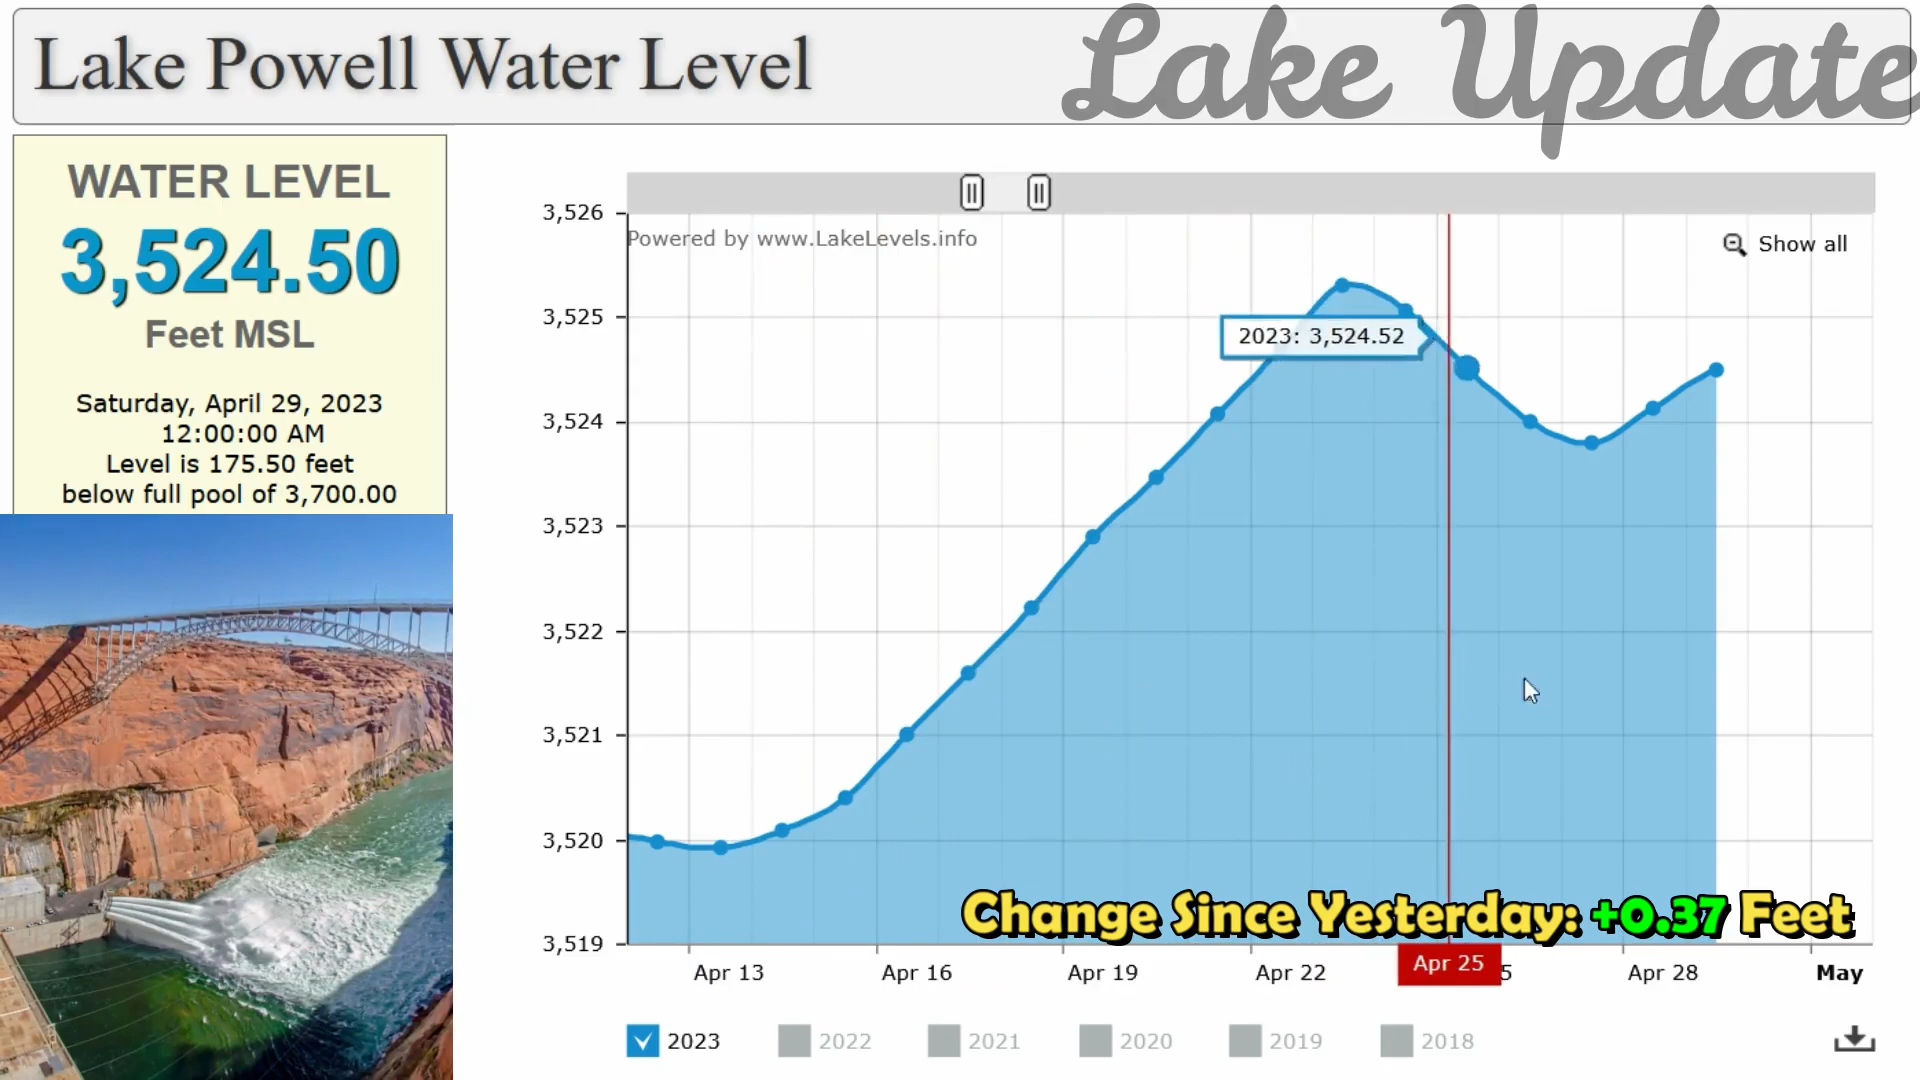 Lake Powell Water Level
Lake Update
WATER LEVEL
3,524.50
Feet MSL
Saturday, April 29, 2023
12:00:00 AM
Level is 175.50 feet
below full pool of 3,700.00
Powered by www.LakeLevels.info
Show all
3,526
3,525
3,524
3,523
3,522
3,521
3,520
3,519
2023: 3,524.52
Change Since Yesterday: +0.37 Feet
Apr 13 Apr 16 Apr 19 Apr 22 Apr 25 5 Apr 28 May
2023 2022 2021 2020 2019 2018